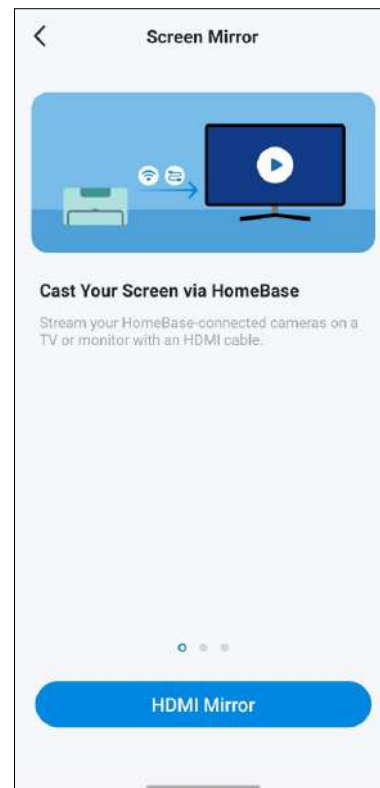 Screen Mirror
Cast Your Screen via HomeBase
Stream your HomeBase-connected cameras on a
TV or monitor with an HDMI cable.
HDMI Mirror